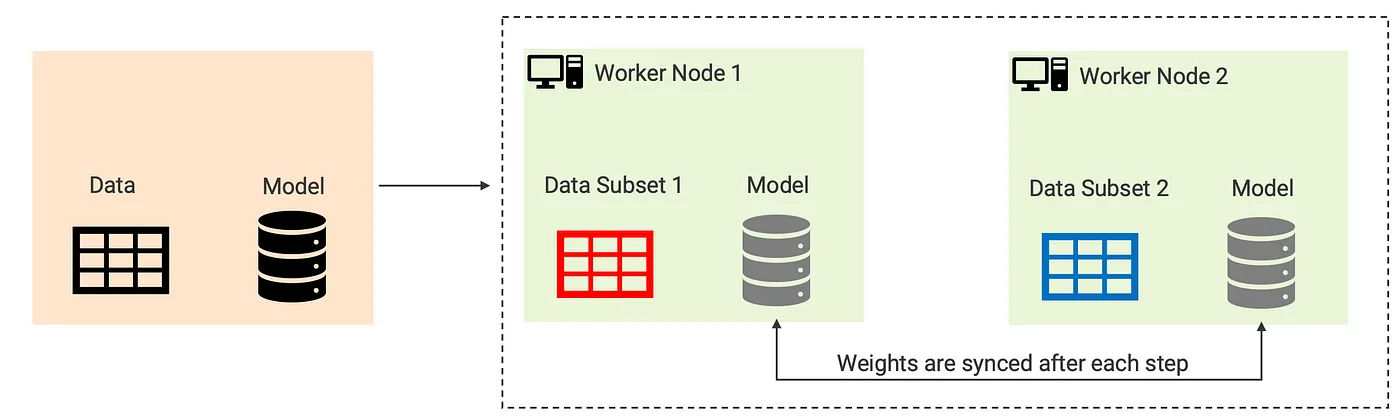 Worker Node 1
Worker Node 2
Data
Model
Data Subset 1
Model
Data Subset 2
Model
Weights are synced after each step